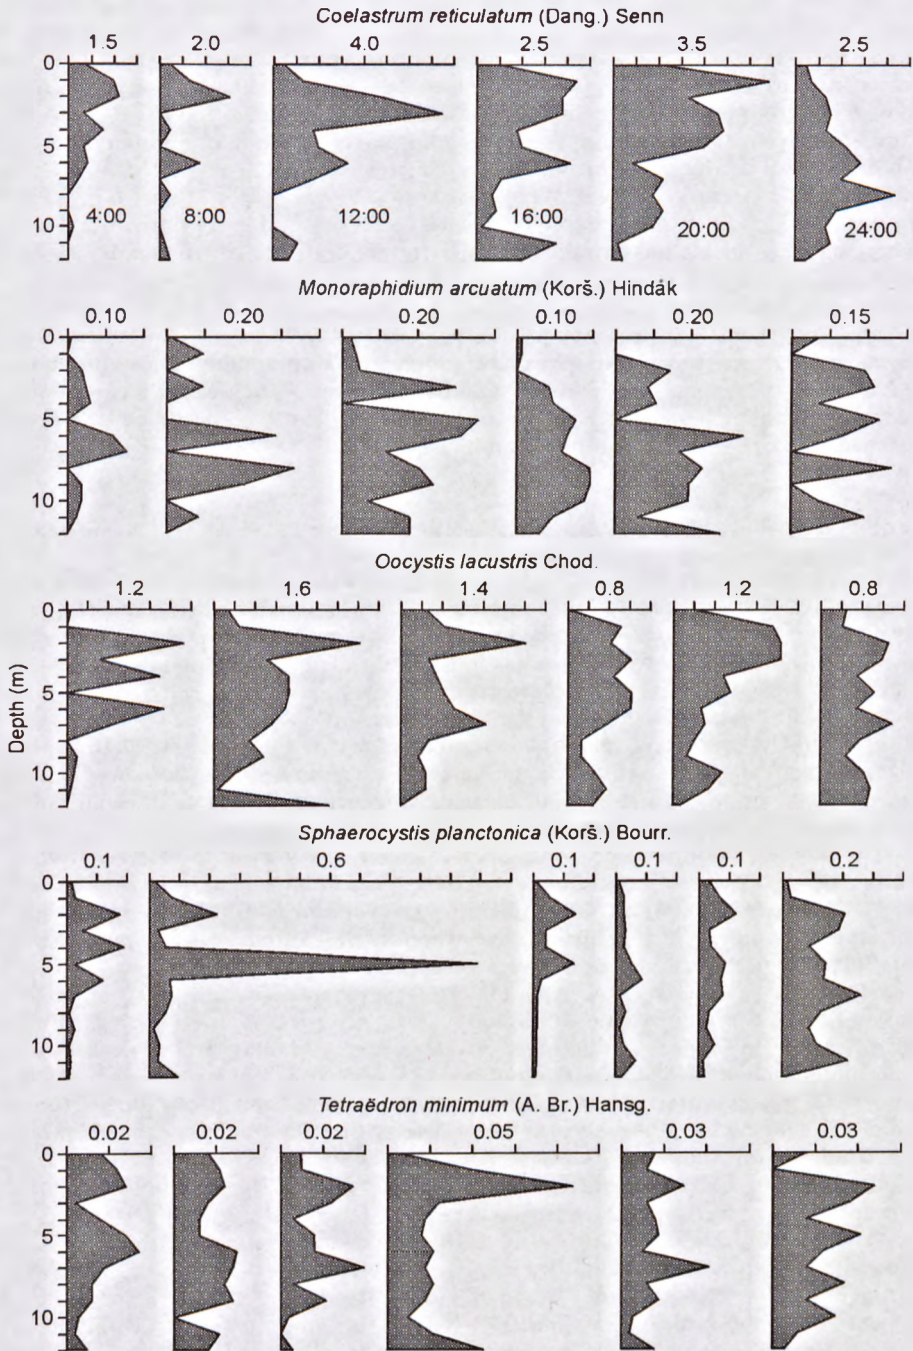 Coelastrum reticulatum (Dang.) Senn
1.5 2.0 4.0 2.5 3.5 2.5
0
5
10
4:00 8:00 12:00 16:00 20:00 24:00
Monoraphidium arcuatum (Korš.) Hindák
0.10 0.20 0.20 0.10 0.20 0.15
0
5
10
Oocystis lacustris Chod.
1.2 1.6 1.4 0.8 1.2 0.8
0
5
10
Depth (m)
Sphaerocystis planctonica (Korš.) Bourr.
0.1 0.6 0.1 0.1 0.1 0.2
0
5
10
Tetraëdron minimum (A. Br.) Hansg.
0.02 0.02 0.02 0.05 0.03 0.03
0
5
10